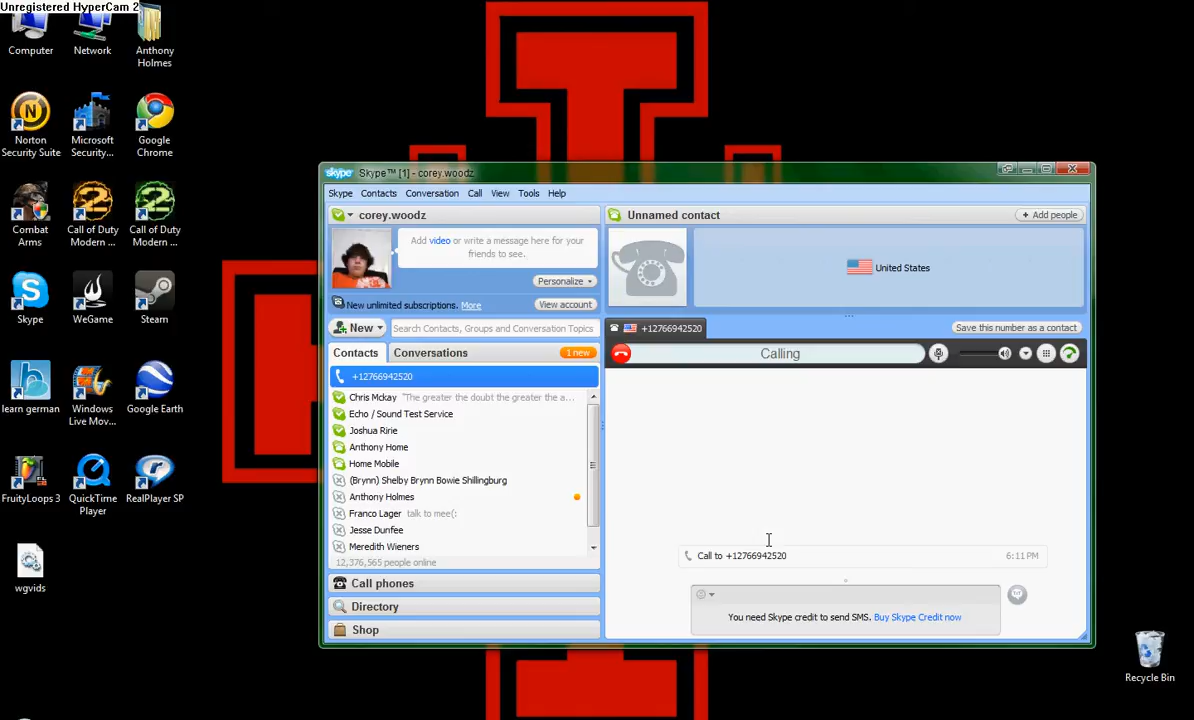 Unregistered HyperCam 2
Computer
Network
Anthony
Holmes
Norton
Security Suite
Microsoft
Security...
Google
Chrome
Combat
Arms
Call of Duty
Modern ...
Call of Duty
Modern ...
Skype
WeGame
Steam
learn german
Windows
Live Mov...
Google Earth
FruityLoops 3
QuickTime
Player
RealPlayer SP
wgvids
Recycle Bin
skype Skype™ [1] - corey.woodz
Skype Contacts Conversation Call View Tools Help
corey.woodz
Add video or write a message here for your
friends to see.
Personalize
New unlimited subscriptions. More
View account
New
Search Contacts, Groups and Conversation Topics
Contacts
Conversations
1 new
+12766942520
Chris Mckay "The greater the doubt the greater the a...
Echo / Sound Test Service
Joshua Ririe
Anthony Home
Home Mobile
(Brynn) Shelby Brynn Bowie Shillingburg
Anthony Holmes
Franco Lager talk to mee(:
Jesse Dunfee
Meredith Wieners
12,376,565 people online
Call phones
Directory
Shop
Unnamed contact
+ Add people
United States
+12766942520
Save this number as a contact
Calling
Call to +12766942520 6:11 PM
You need Skype credit to send SMS. Buy Skype Credit now